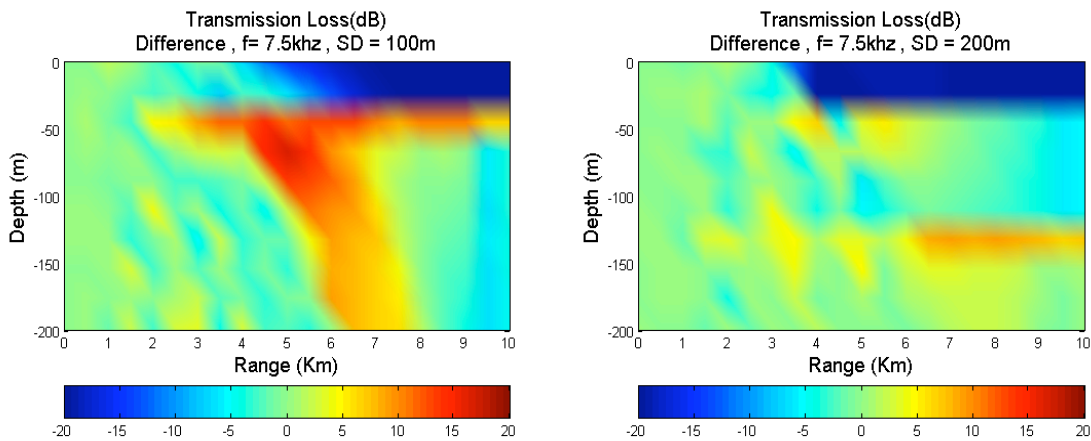 Transmission Loss(dB)
Difference , f= 7.5khz , SD = 100m
0
-50
-100
-150
-200
Depth (m)
0 1 2 3 4 5 6 7 8 9 10
Range (Km)
-20 -15 -10 -5 0 5 10 15 20
Transmission Loss(dB)
Difference , f= 7.5khz , SD = 200m
0
-50
-100
-150
-200
Depth (m)
0 1 2 3 4 5 6 7 8 9 10
Range (Km)
-20 -15 -10 -5 0 5 10 15 20